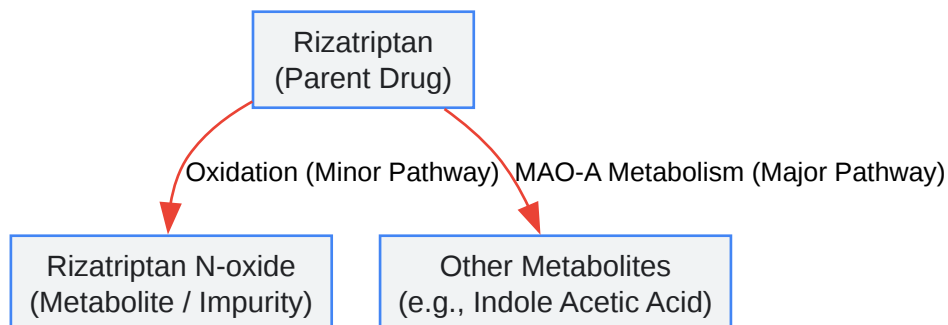 Rizatriptan
(Parent Drug)
Oxidation (Minor Pathway)
MAO-A Metabolism (Major Pathway)
Rizatriptan N-oxide
(Metabolite / Impurity)
Other Metabolites
(e.g., Indole Acetic Acid)